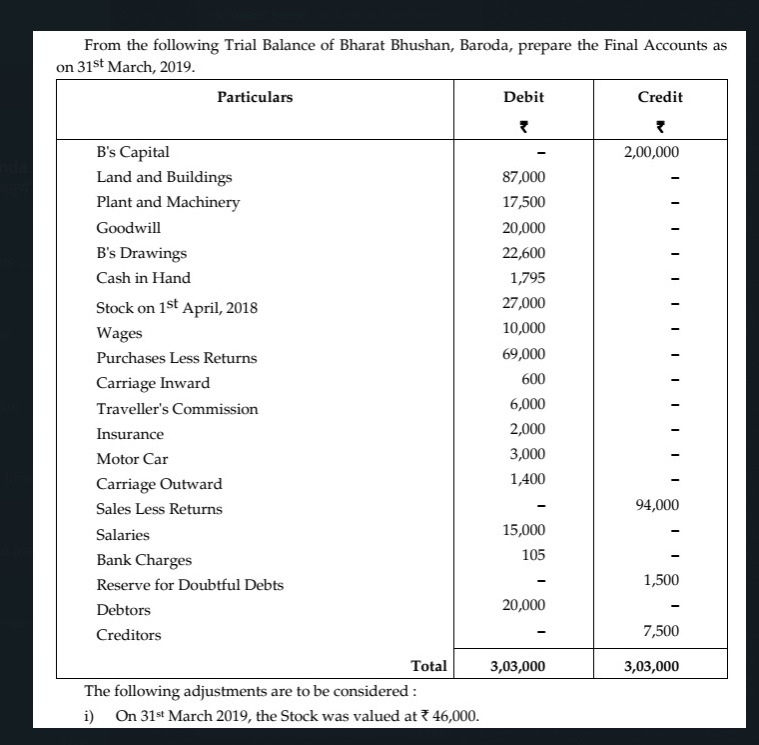 From the following Trial Balance of Bharat Bhushan, Baroda, prepare the Final Accounts as
on 31st March, 2019.
Particulars Debit Credit
₹ ₹
B's Capital – 2,00,000
Land and Buildings 87,000 –
Plant and Machinery 17,500 –
Goodwill 20,000 –
B's Drawings 22,600 –
Cash in Hand 1,795 –
Stock on 1st April, 2018 27,000 –
Wages 10,000 –
Purchases Less Returns 69,000 –
Carriage Inward 600 –
Traveller's Commission 6,000 –
Insurance 2,000 –
Motor Car 3,000 –
Carriage Outward 1,400 –
Sales Less Returns – 94,000
Salaries 15,000 –
Bank Charges 105 –
Reserve for Doubtful Debts – 1,500
Debtors 20,000 –
Creditors – 7,500
Total 3,03,000 3,03,000
The following adjustments are to be considered :
i) On 31st March 2019, the Stock was valued at ₹ 46,000.